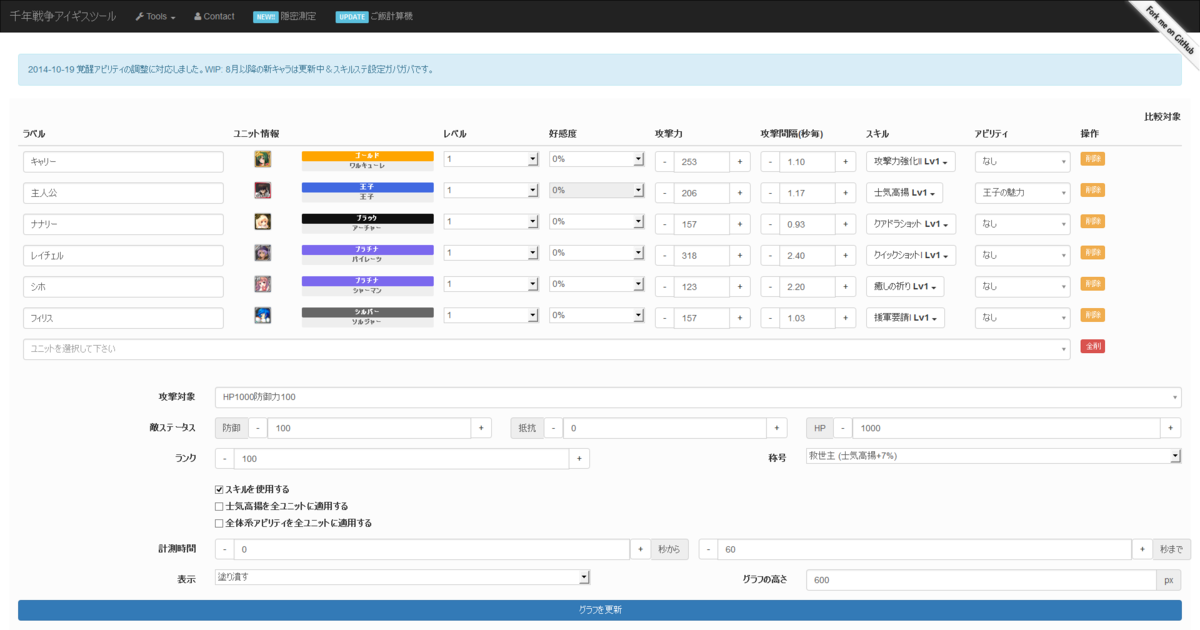 千年戦争アイギスツール Tools Contact NEW!! 隠密測定 UPDATE ご飯計算機
Fork me on GitHub
2014-10-19 覚醒アビリティの調整に対応しました。WIP: 8月以降の新キャラは更新中＆スキルステ設定ガバガバです。
比較対象
ラベル ユニット情報 レベル 好感度 攻撃力 攻撃間隔(秒毎) スキル アビリティ 操作
キャリー ゴールド ワルキューレ 1 0% - 253 + - 1.10 + 攻撃力強化II Lv1 なし 削除
主人公 王子 王子 1 0% - 206 + - 1.17 + 士気高揚 Lv1 王子の魅力 削除
ナナリー ブラック アーチャー 1 0% - 157 + - 0.93 + クアドラショット Lv1 なし 削除
レイチェル プラチナ パイレーツ 1 0% - 318 + - 2.40 + クイックショットI Lv1 なし 削除
シホ プラチナ シャーマン 1 0% - 123 + - 2.20 + 癒しの祈り Lv1 なし 削除
フィリス シルバー ソルジャー 1 0% - 157 + - 1.03 + 援軍要請I Lv1 なし 削除
ユニットを選択して下さい 全削
攻撃対象 HP1000防御力100
敵ステータス 防御 - 100 + 抵抗 - 0 + HP - 1000 +
ランク - 100 + 称号 救世主 (士気高揚+7%)
スキルを使用する
士気高揚を全ユニットに適用する
全体系アビリティを全ユニットに適用する
計測時間 - 0 + 秒から - 60 + 秒まで
表示 塗り潰す グラフの高さ 600 px
グラフを更新